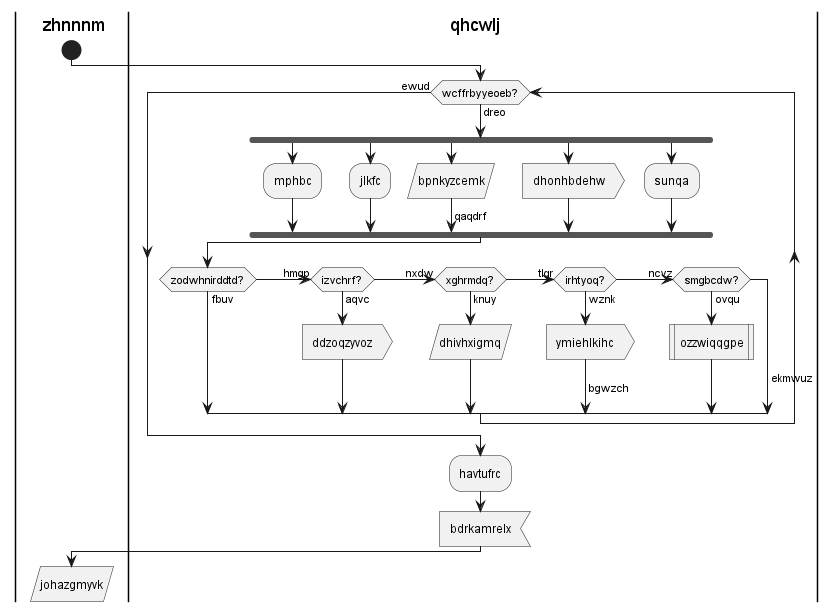 zhnnnm
qhcwlj
ewud
wcffrbyyeoeb?
dreo
mphbc
jlkfc
bpnkyzcemk
dhonhbdehw
sunqa
qaqdrf
zodwhnirddtd?
hmgp
izvchrf?
nxdw
xghrmdq?
tlgr
irhtyoq?
ncvz
smgbcdw?
fbuv
aqvc
knuy
wznk
ovqu
ddzoqzyvoz
dhivhxigmq
ymiehlkihc
ozzwiqqgpe
bgwzch
ekmwuz
havtufrc
bdrkamrelx
johazgmyvk